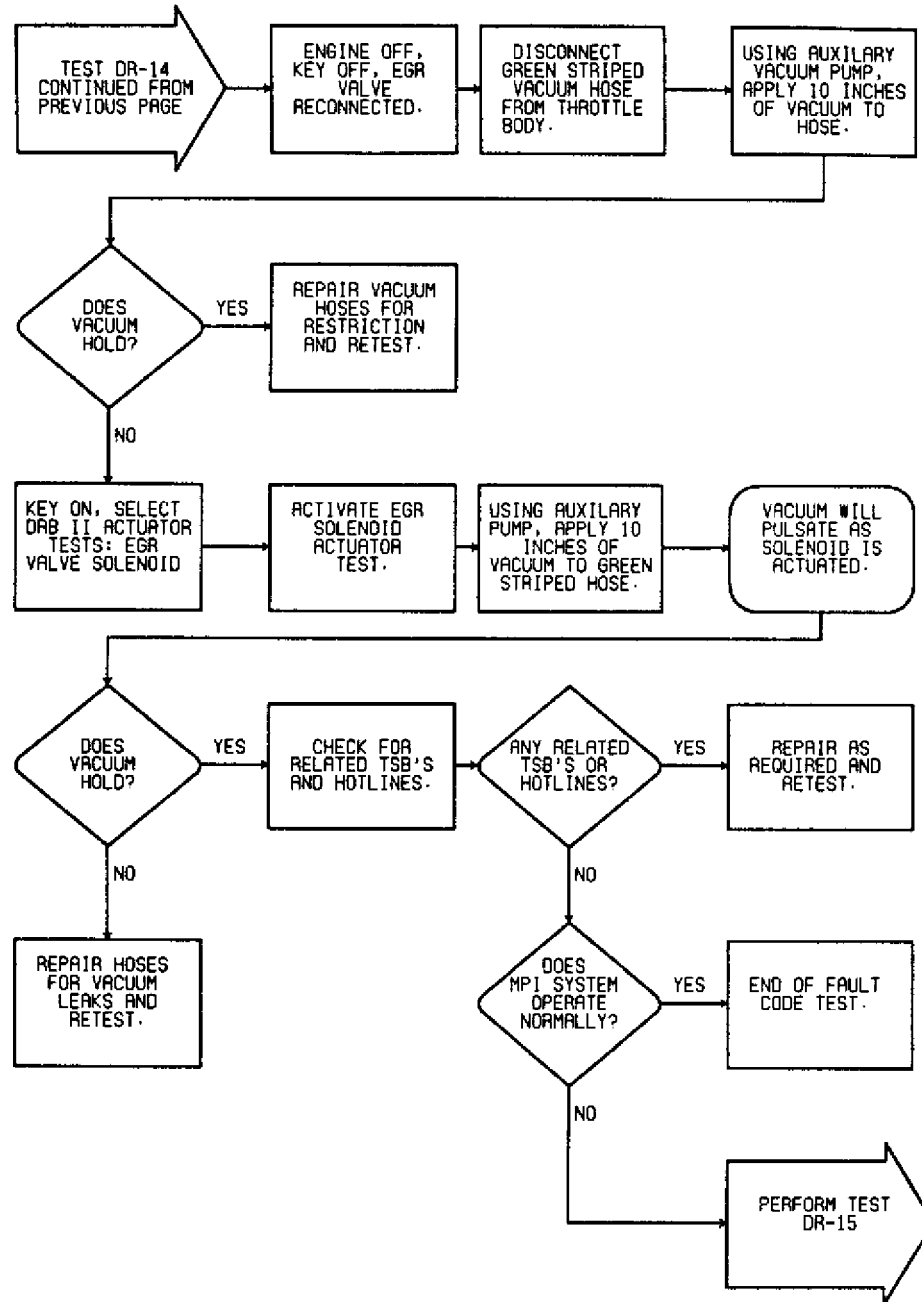 TEST DR-14
CONTINUED FROM
PREVIOUS PAGE
ENGINE OFF,
KEY OFF, EGR
VALVE
RECONNECTED.
DISCONNECT
GREEN STRIPED
VACUUM HOSE
FROM THROTTLE
BODY.
USING AUXILARY
VACUUM PUMP,
APPLY 10 INCHES
OF VACUUM TO
HOSE.
DOES
VACUUM
HOLD?
YES
REPAIR VACUUM
HOSES FOR
RESTRICTION
AND RETEST.
NO
KEY ON, SELECT
DRB II ACTUATOR
TESTS: EGR
VALVE SOLENOID
ACTIVATE EGR
SOLENOID
ACTUATOR
TEST.
USING AUXILARY
PUMP, APPLY 10
INCHES OF
VACUUM TO GREEN
STRIPED HOSE.
VACUUM WILL
PULSATE AS
SOLENOID IS
ACTUATED.
DOES
VACUUM
HOLD?
YES
CHECK FOR
RELATED TSB'S
AND HOTLINES.
ANY RELATED
TSB'S OR
HOTLINES?
YES
REPAIR AS
REQUIRED AND
RETEST.
NO
NO
REPAIR HOSES
FOR VACUUM
LEAKS AND
RETEST.
DOES
MPI SYSTEM
OPERATE
NORMALLY?
YES
END OF FAULT
CODE TEST.
NO
PERFORM TEST
DR-15